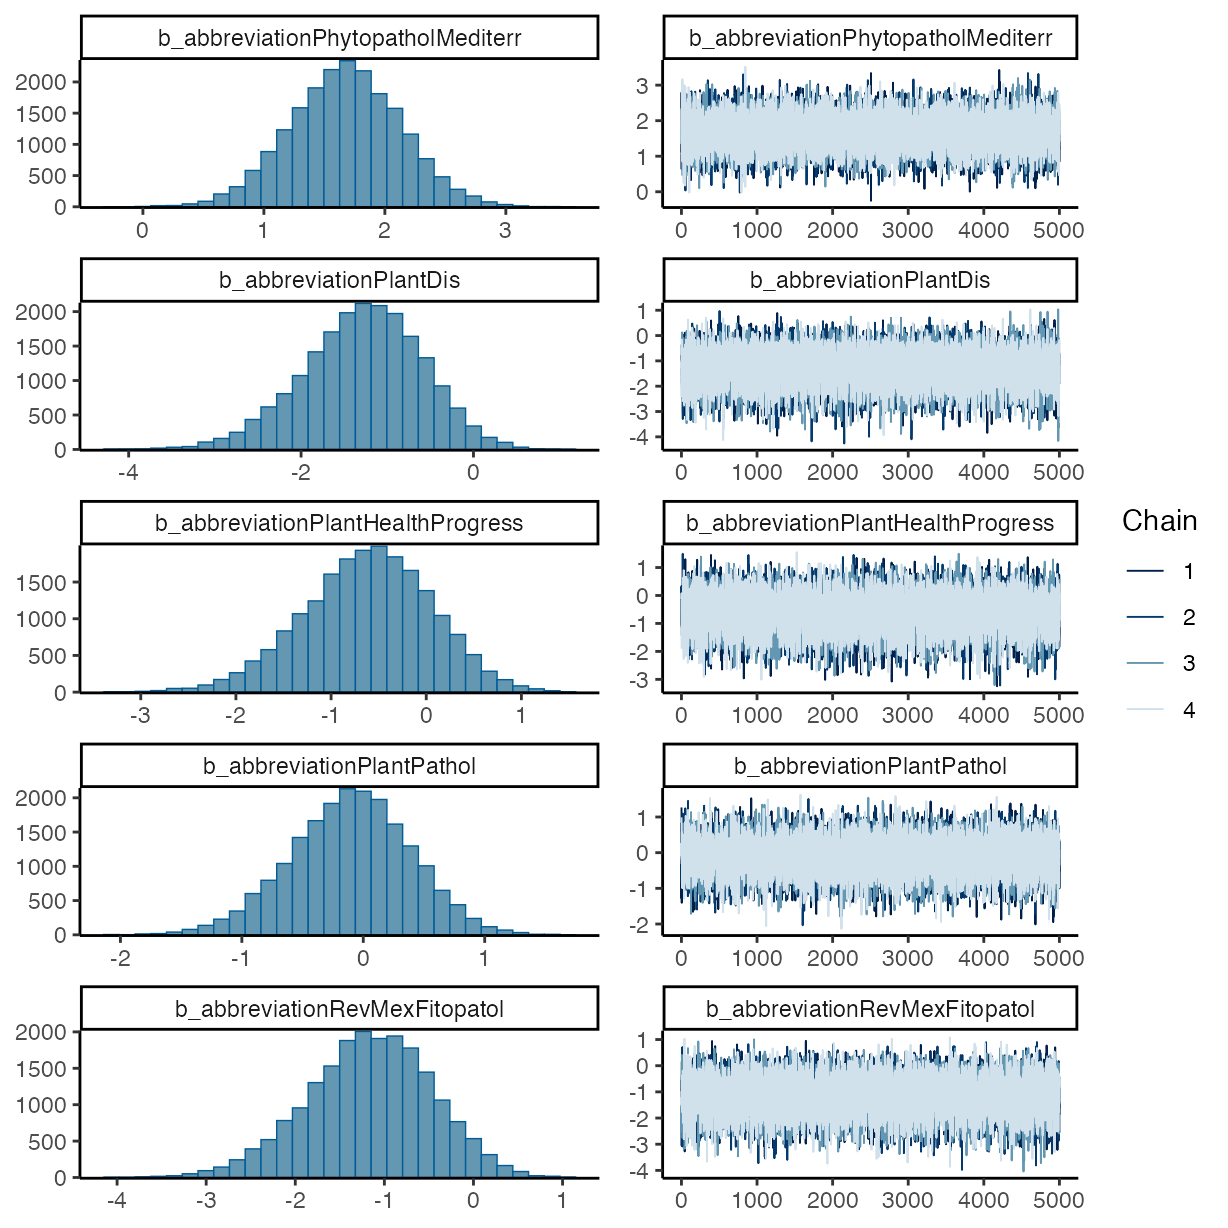 b_abbreviationPhytopatholMediterr
2000
1500
1000
500
0
0 1 2 3
b_abbreviationPhytopatholMediterr
3
2
1
0
0 1000 2000 3000 4000 5000
b_abbreviationPlantDis
2000
1500
1000
500
0
-4 -2 0
b_abbreviationPlantDis
1
0
-1
-2
-3
-4
0 1000 2000 3000 4000 5000
b_abbreviationPlantHealthProgress
1500
1000
500
0
-3 -2 -1 0 1
b_abbreviationPlantHealthProgress
1
0
-1
-2
-3
0 1000 2000 3000 4000 5000
b_abbreviationPlantPathol
2000
1500
1000
500
0
-2 -1 0 1
b_abbreviationPlantPathol
1
0
-1
-2
0 1000 2000 3000 4000 5000
b_abbreviationRevMexFitopatol
2000
1500
1000
500
0
-4 -3 -2 -1 0 1
b_abbreviationRevMexFitopatol
1
0
-1
-2
-3
-4
0 1000 2000 3000 4000 5000
Chain
1
2
3
4